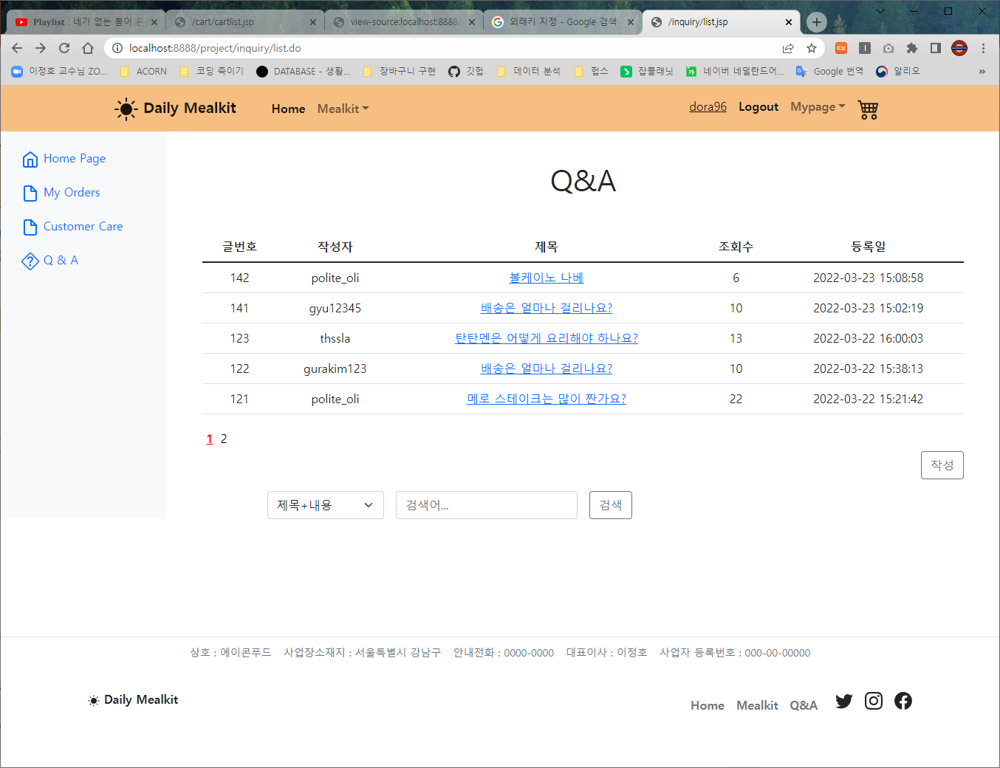 Playlist : 네가 없는 봄이 온
/cart/cartlist.jsp
view-source:localhost:8888/
외래키 지정 - Google 검색
/inquiry/list.jsp
localhost:8888/project/inquiry/list.do
이정호 교수님 ZO...
ACORN
코딩 죽이기
DATABASE - 생활...
장바구니 구현
깃헙
데이터 분석
헙스
잡플래닛
네이버 네덜란드어...
Google 번역
알리오
»
Daily Mealkit
Home
Mealkit
dora96
Logout
Mypage
Home Page
My Orders
Customer Care
Q & A
Q&A
글번호 작성자 제목 조회수 등록일
142 polite_oli 볼케이노 나베 6 2022-03-23 15:08:58
141 gyu12345 배송은 얼마나 걸리나요? 10 2022-03-23 15:02:19
123 thssla 탄탄멘은 어떻게 요리해야 하나요? 13 2022-03-22 16:00:03
122 gurakim123 배송은 얼마나 걸리나요? 10 2022-03-22 15:38:13
121 polite_oli 메로 스테이크는 많이 짠가요? 22 2022-03-22 15:21:42
1 2
작성
제목+내용
검색어...
검색
상호 : 에이콘푸드 사업장소재지 : 서울특별시 강남구 안내전화 : 0000-0000 대표이사 : 이정호 사업자 등록번호 : 000-00-00000
Daily Mealkit
Home Mealkit Q&A